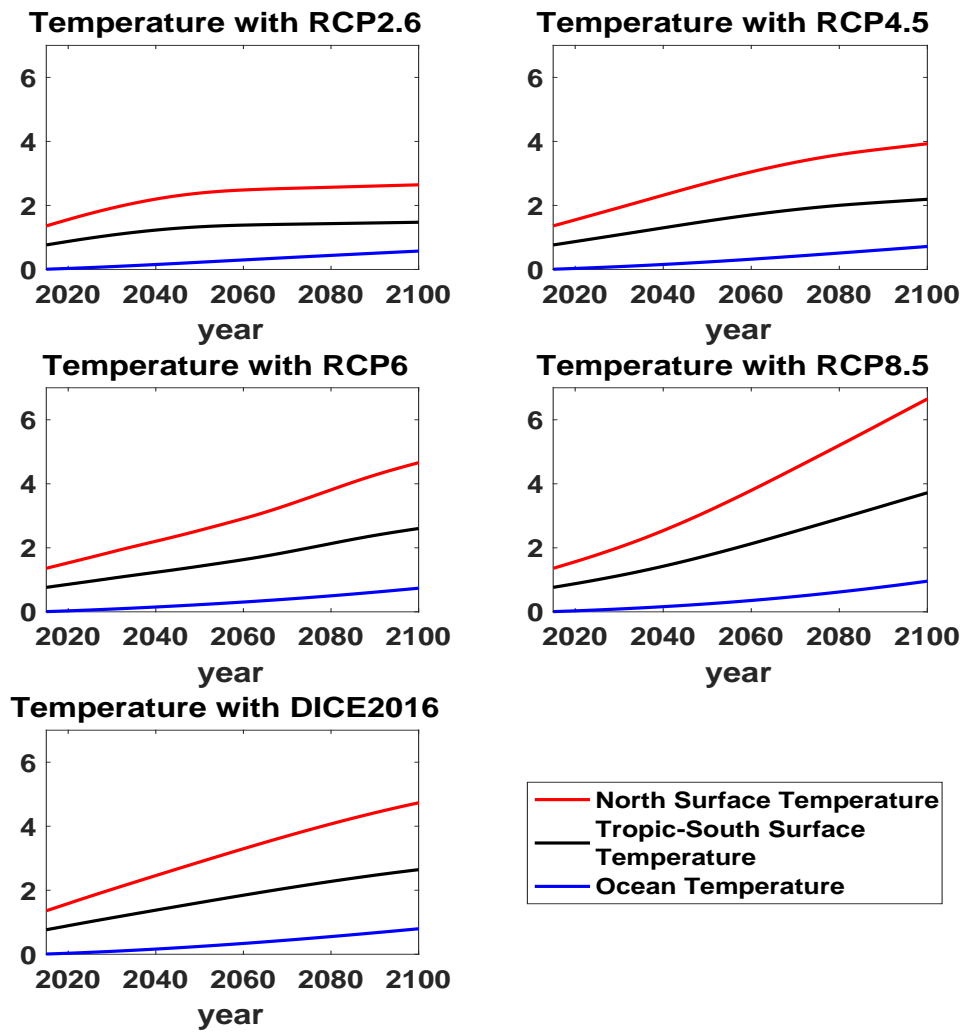 Temperature with RCP2.6
6
4
2
0
2020 2040 2060 2080 2100
year
Temperature with RCP4.5
6
4
2
0
2020 2040 2060 2080 2100
year
Temperature with RCP6
6
4
2
0
2020 2040 2060 2080 2100
year
Temperature with RCP8.5
6
4
2
0
2020 2040 2060 2080 2100
year
Temperature with DICE2016
6
4
2
0
2020 2040 2060 2080 2100
year
North Surface Temperature
Tropic-South Surface
Temperature
Ocean Temperature